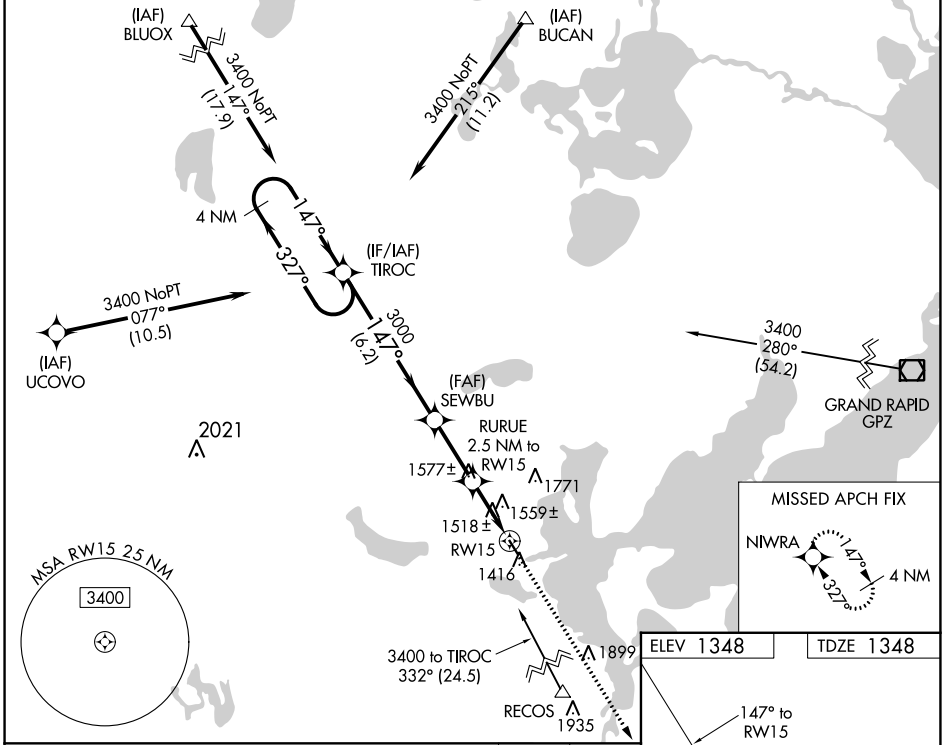 (IAF)
BLUOX
(IAF)
BUCAN
3400 NoPT
147°
(17.9)
3400 NoPT
215°
(11.2)
4 NM
147°
327°
(IF/IAF)
TIROC
3400 NoPT
077°
(10.5)
(IAF)
UCOVO
3000
147°
(6.2)
3400
280°
(54.2)
GRAND RAPID
GPZ
(FAF)
SEWBU
2021
RURUE
2.5 NM to
RW15
1577±
1771
1559±
1518±
RW15
1416
MISSED APCH FIX
NIWRA
147°
327°
4 NM
MSA RW15 25 NM
3400
3400 to TIROC
332° (24.5)
RECOS
1899
1935
ELEV 1348
TDZE 1348
147° to
RW15